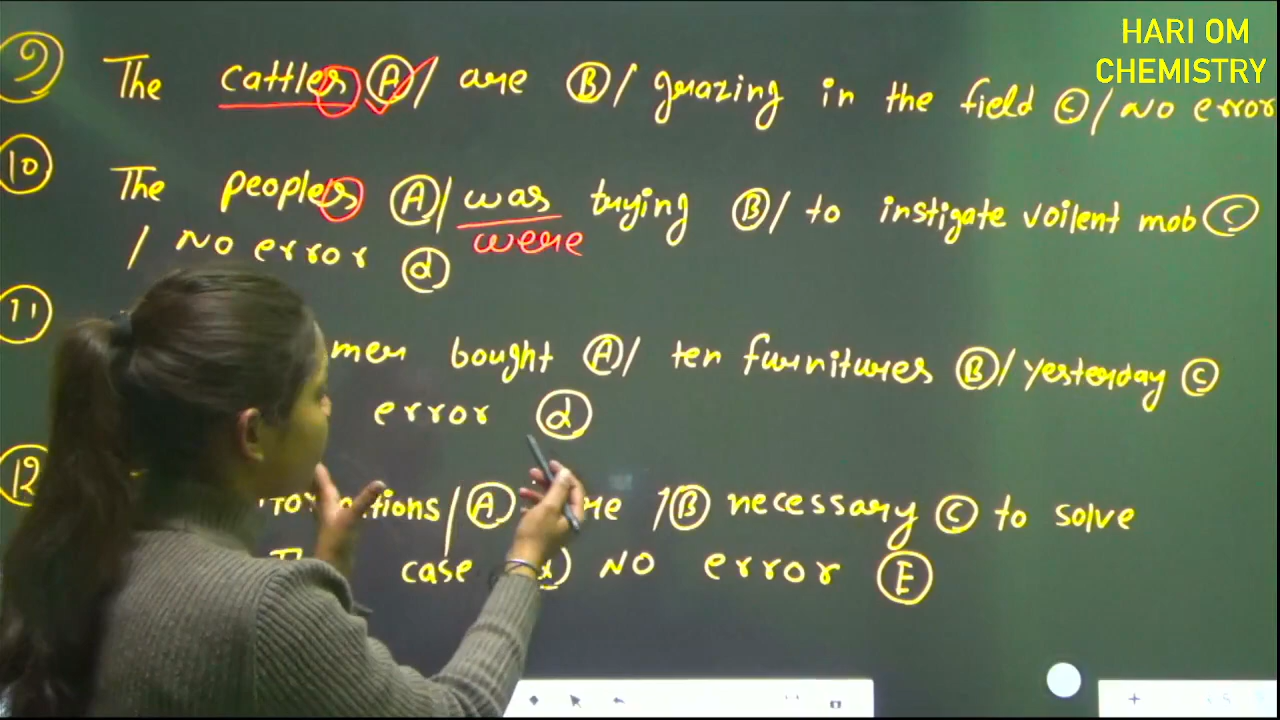 HARI OM
CHEMISTRY
9 The cattles A / are B / grazing in the field C / No error
10 The peoples A / was trying B / to instigate voilent mob C
were
/ No error d
11 bought A / ten furnitures B / yesterday C
error d
12 / A /B necessary C to solve
case No error E